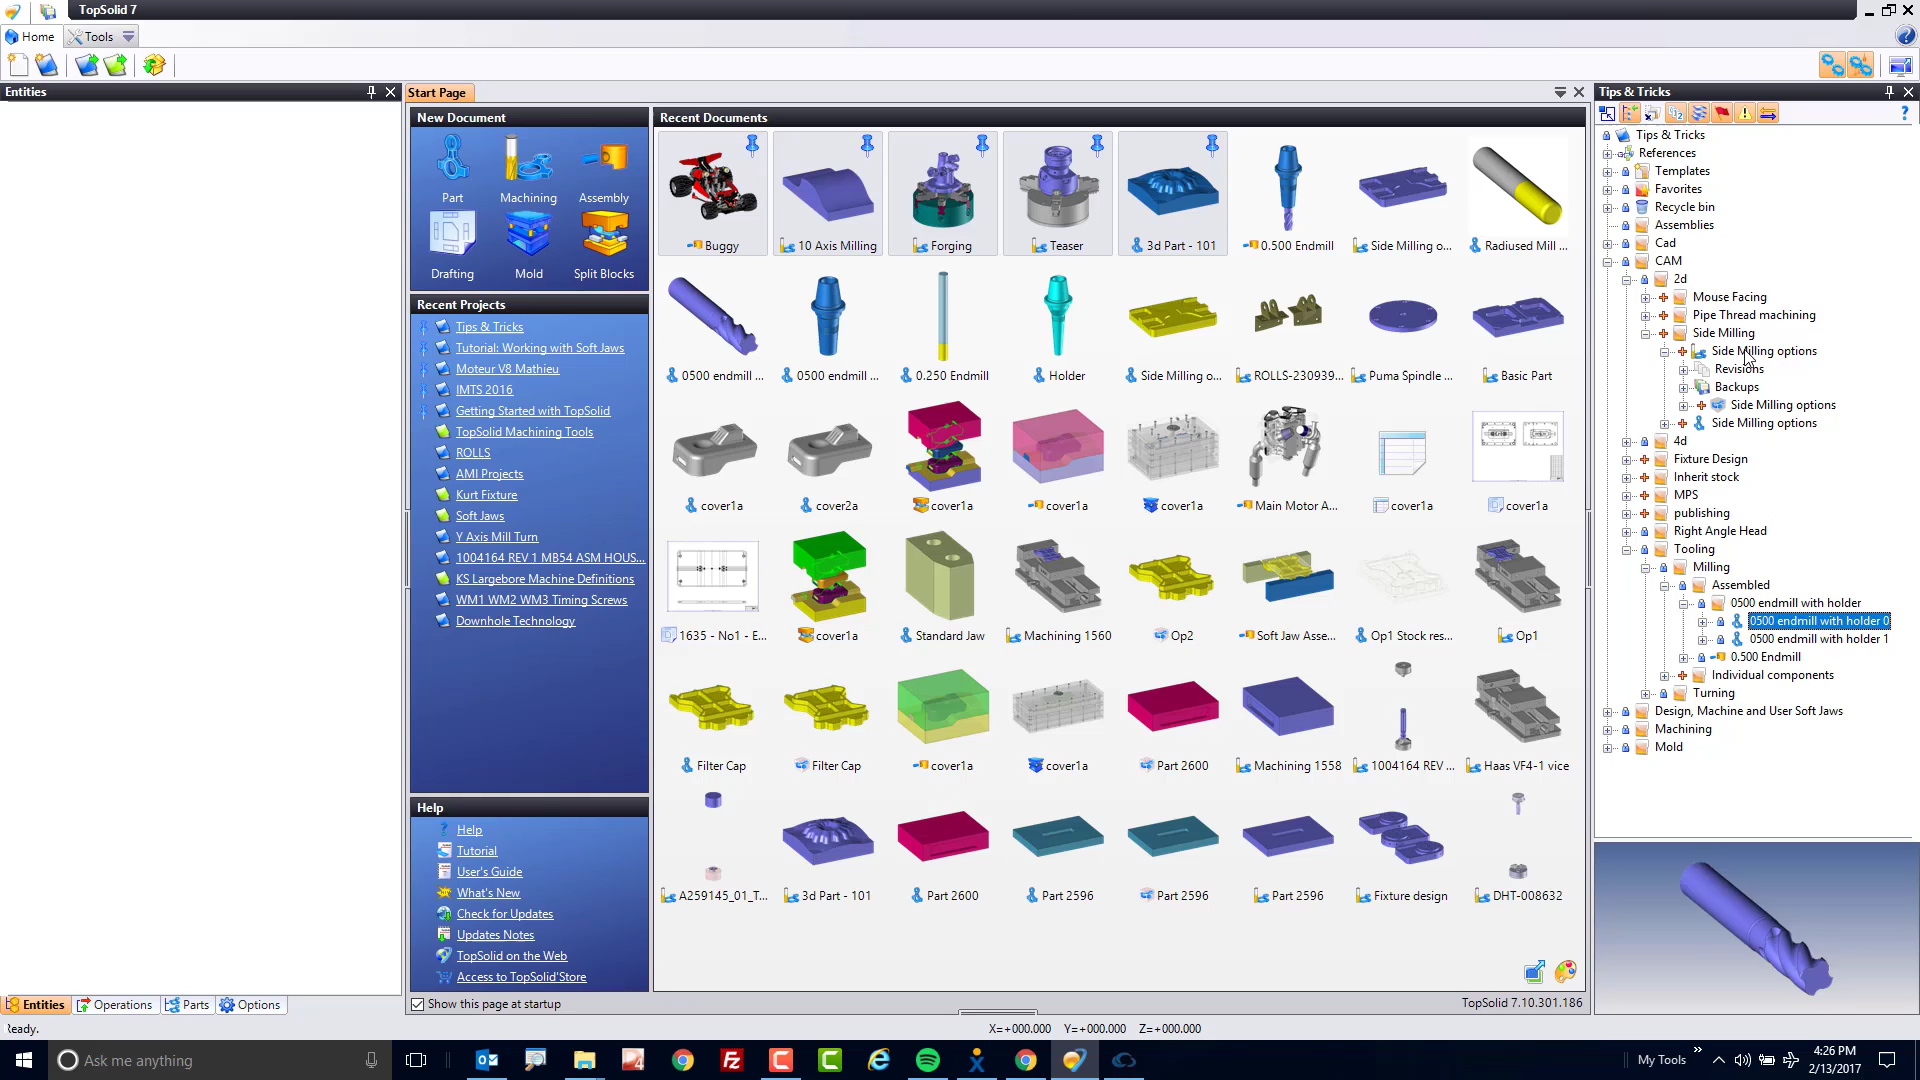 TopSolid 7
Home
Tools
Entities
Start Page
Tips & Tricks
New Document
Part
Machining
Assembly
Drafting
Mold
Split Blocks
Recent Projects
Tips & Tricks
Tutorial: Working with Soft Jaws
Moteur V8 Mathieu
IMTS 2016
Getting Started with TopSolid
TopSolid Machining Tools
ROLLS
AMI Projects
Kurt Fixture
Soft Jaws
Y Axis Mill Turn
1004164 REV 1 MB54 ASM HOUS...
KS Largebore Machine Definitions
WM1 WM2 WM3 Timing Screws
Downhole Technology
Help
Help
Tutorial
User's Guide
What's New
Check for Updates
Updates Notes
TopSolid on the Web
Access to TopSolid'Store
Recent Documents
Buggy
10 Axis Milling
Forging
Teaser
3d Part - 101
0.500 Endmill
Side Milling o...
Radiused Mill ...
0500 endmill ...
0500 endmill ...
0.250 Endmill
Holder
Side Milling o...
ROLLS-230939...
Puma Spindle ...
Basic Part
cover1a
cover2a
cover1a
cover1a
cover1a
Main Motor A...
cover1a
cover1a
1635 - No1 - E...
cover1a
Standard Jaw
Machining 1560
Op2
Soft Jaw Asse...
Op1 Stock res...
Op1
Filter Cap
Filter Cap
cover1a
cover1a
Part 2600
Machining 1558
1004164 REV ...
Haas VF4-1 vice
A259145_01_T...
3d Part - 101
Part 2600
Part 2596
Part 2596
Part 2596
Fixture design
DHT-008632
Show this page at startup
TopSolid 7.10.301.186
Tips & Tricks
References
Templates
Favorites
Recycle bin
Assemblies
Cad
CAM
2d
Mouse Facing
Pipe Thread machining
Side Milling
Side Milling options
Revisions
Backups
Side Milling options
Side Milling options
4d
Fixture Design
Inherit stock
MPS
publishing
Right Angle Head
Tooling
Milling
Assembled
0500 endmill with holder
0500 endmill with holder 0
0500 endmill with holder 1
0.500 Endmill
Individual components
Turning
Design, Machine and User Soft Jaws
Machining
Mold
Entities
Operations
Parts
Options
Ready.
X=+000.000 Y=+000.000 Z=+000.000
Ask me anything
My Tools
4:26 PM
2/13/2017